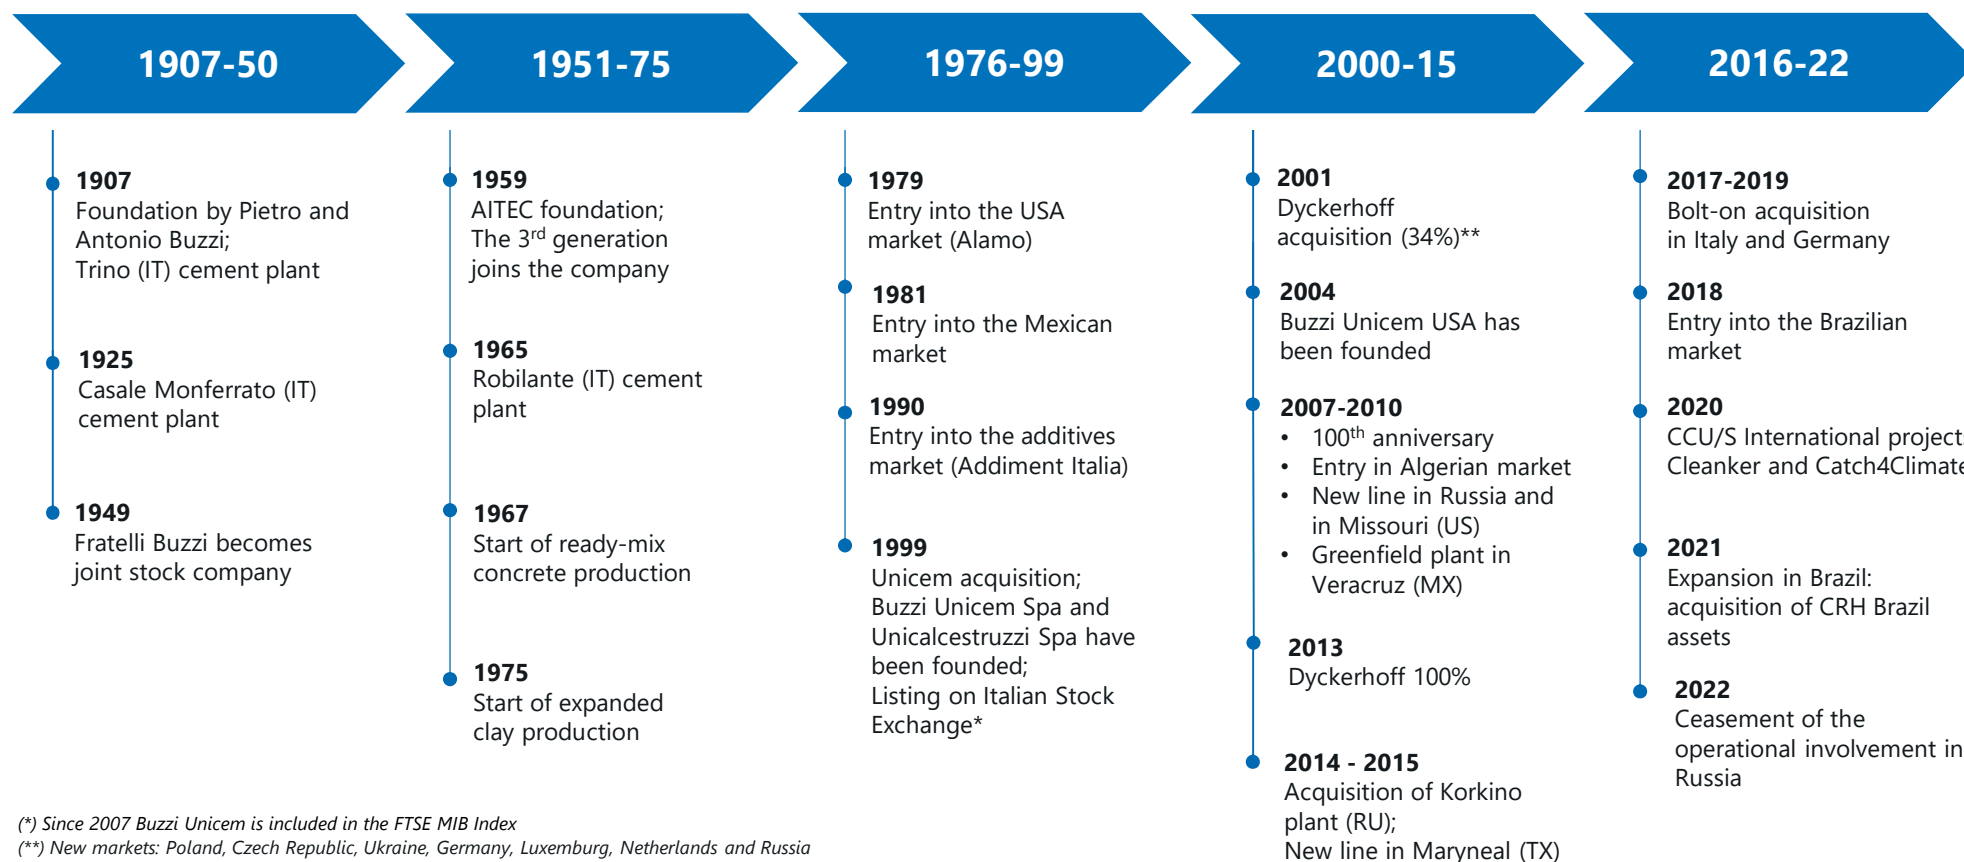 1907-50
1907
Foundation by Pietro and
Antonio Buzzi;
Trino (IT) cement plant
1925
Casale Monferrato (IT)
cement plant
1949
Fratelli Buzzi becomes
joint stock company
1951-75
1959
AITEC foundation;
The 3rd generation
joins the company
1965
Robilante (IT) cement
plant
1967
Start of ready-mix
concrete production
1975
Start of expanded
clay production
1976-99
1979
Entry into the USA
market (Alamo)
1981
Entry into the Mexican
market
1990
Entry into the additives
market (Addiment Italia)
1999
Unicem acquisition;
Buzzi Unicem Spa and
Unicalcestruzzi Spa have
been founded;
Listing on Italian Stock
Exchange*
2000-15
2001
Dyckerhoff
acquisition (34%)**
2004
Buzzi Unicem USA has
been founded
2007-2010
• 100th anniversary
• Entry in Algerian market
• New line in Russia and
in Missouri (US)
• Greenfield plant in
Veracruz (MX)
2013
Dyckerhoff 100%
2014 - 2015
Acquisition of Korkino
plant (RU);
New line in Maryneal (TX)
2016-22
2017-2019
Bolt-on acquisition
in Italy and Germany
2018
Entry into the Brazilian
market
2020
CCU/S International projects
Cleanker and Catch4Climate
2021
Expansion in Brazil:
acquisition of CRH Brazil
assets
2022
Ceasement of the
operational involvement in
Russia
(*) Since 2007 Buzzi Unicem is included in the FTSE MIB Index
(**) New markets: Poland, Czech Republic, Ukraine, Germany, Luxemburg, Netherlands and Russia